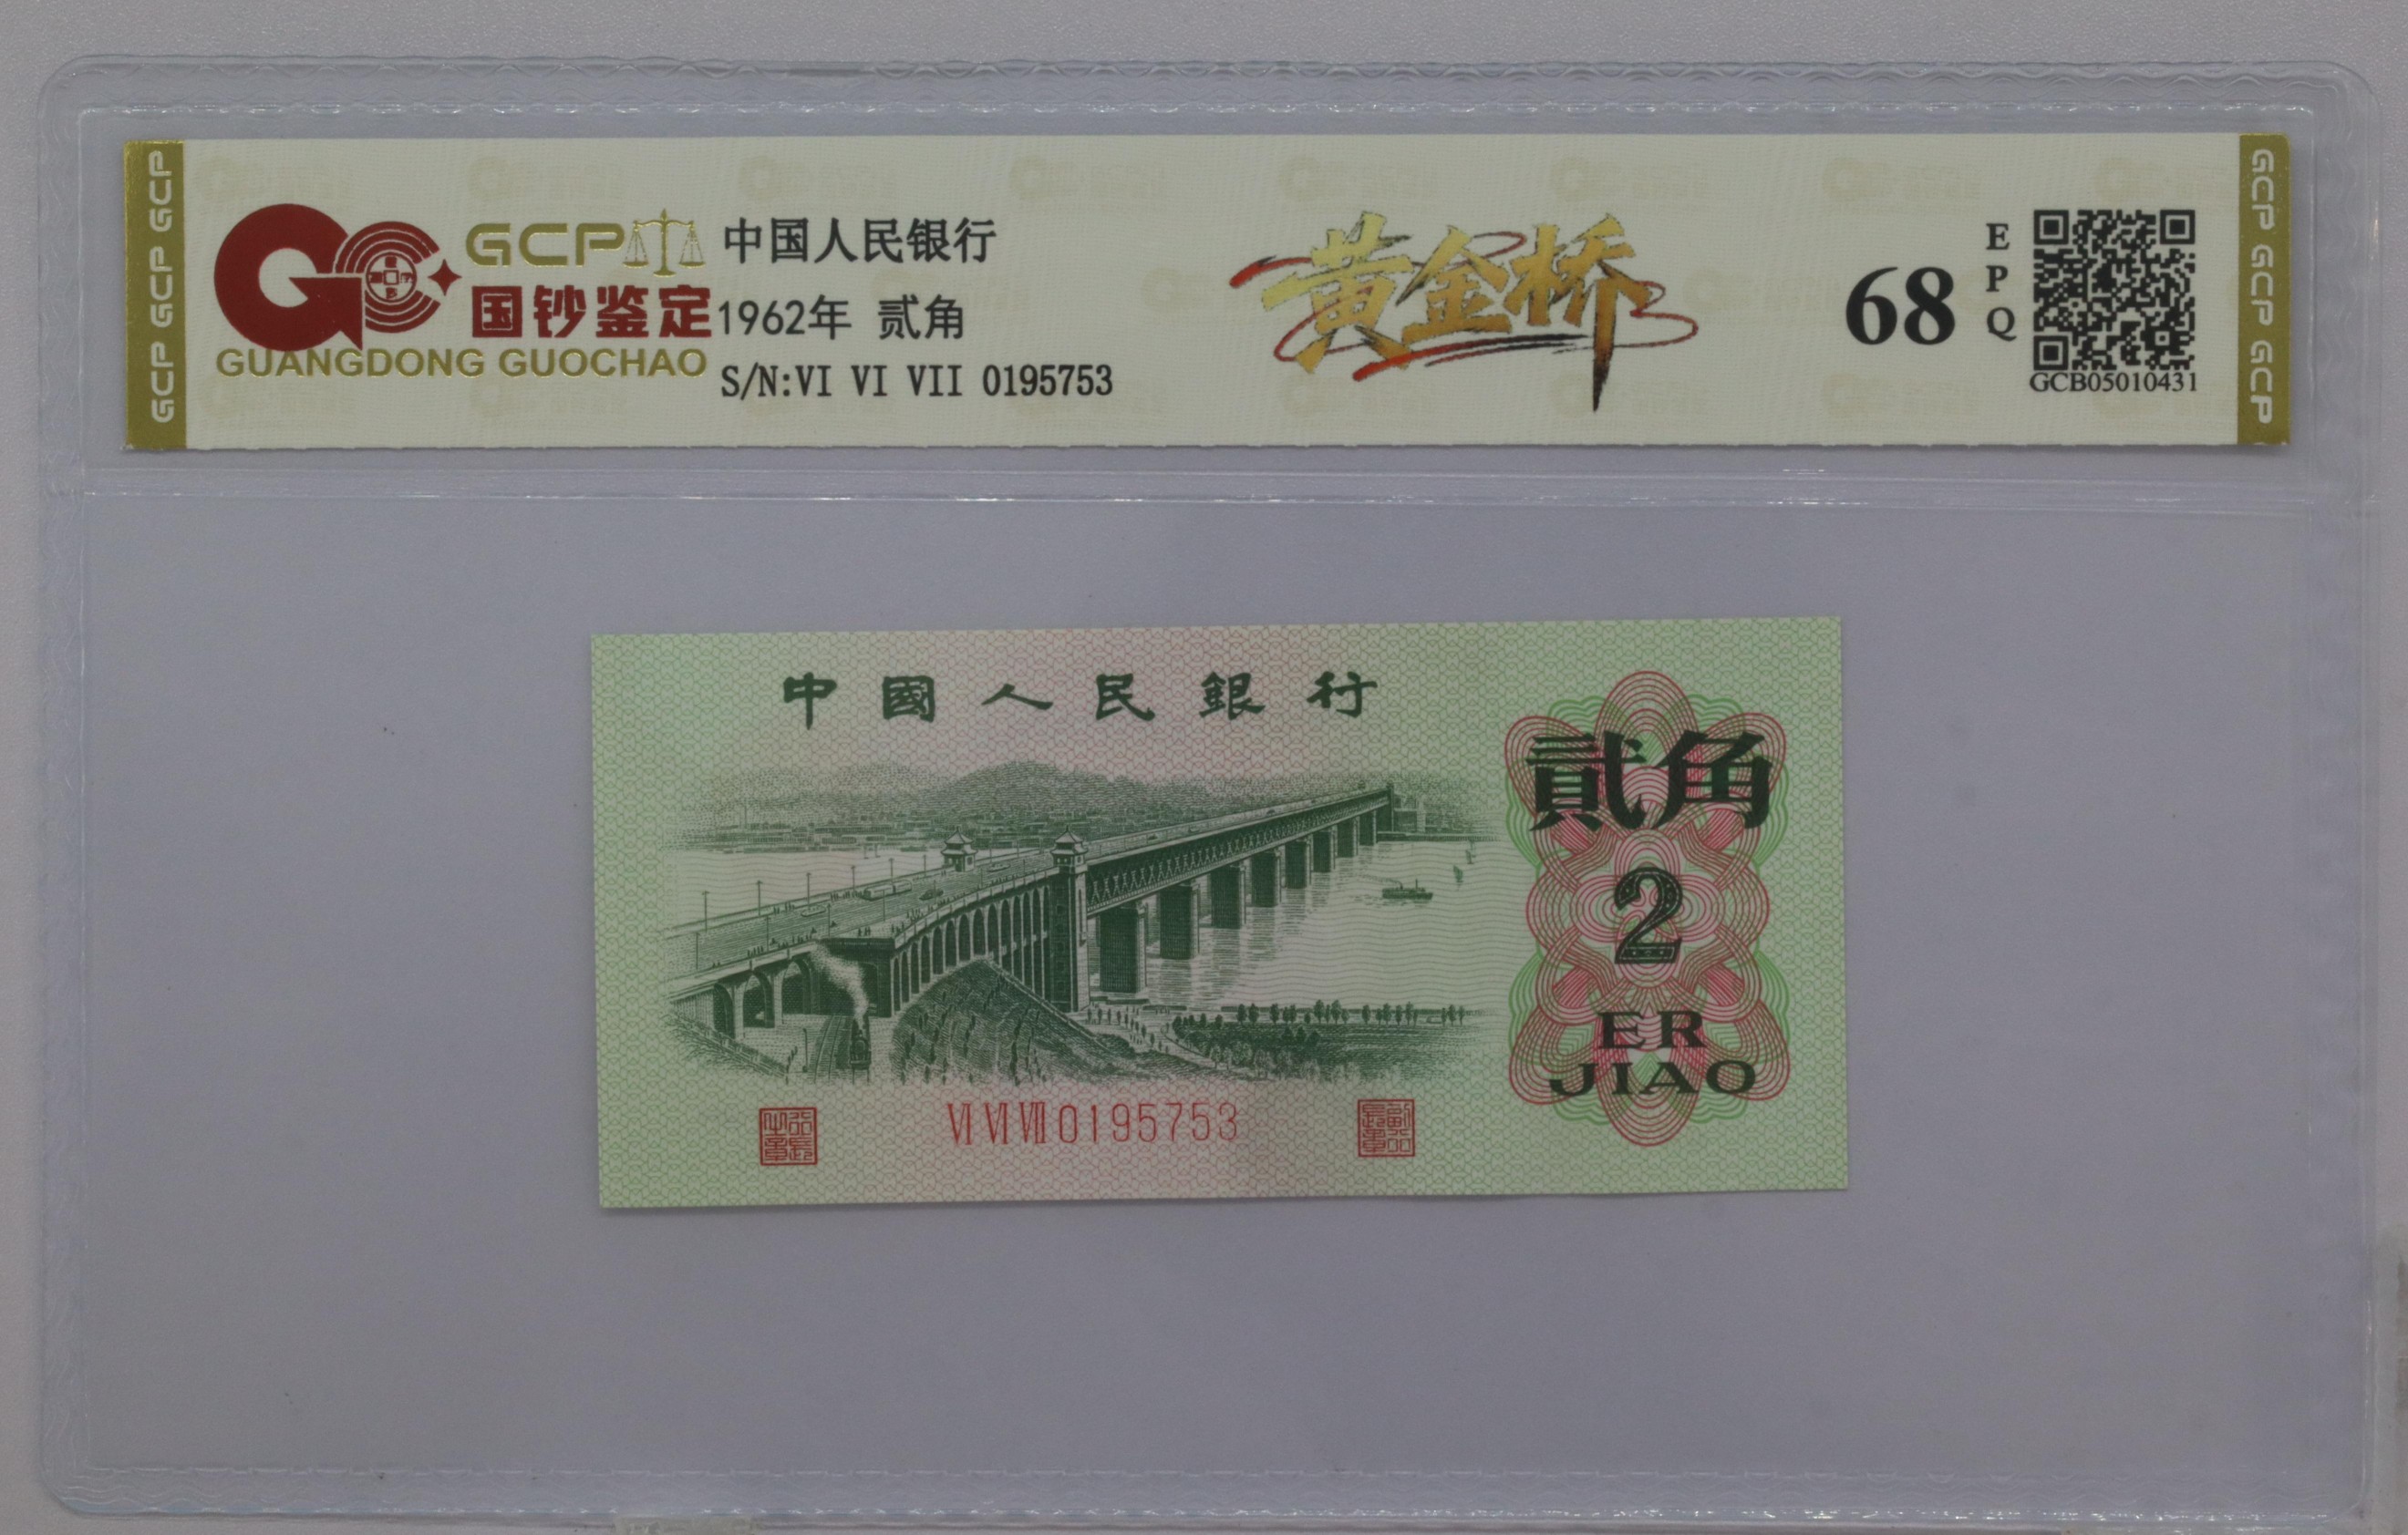 GCP GCP GCP
GCP
国钞鉴定
GUANGDONG GUOCHAO
中国人民银行
1962年 贰角
S/N:VI VI VII 0195753
黄金桥
68
E
P
Q
GCB05010431
GCP GCP GCP
中國人民銀行
貳角
2
ER
JIAO
VI VI VII 0195753